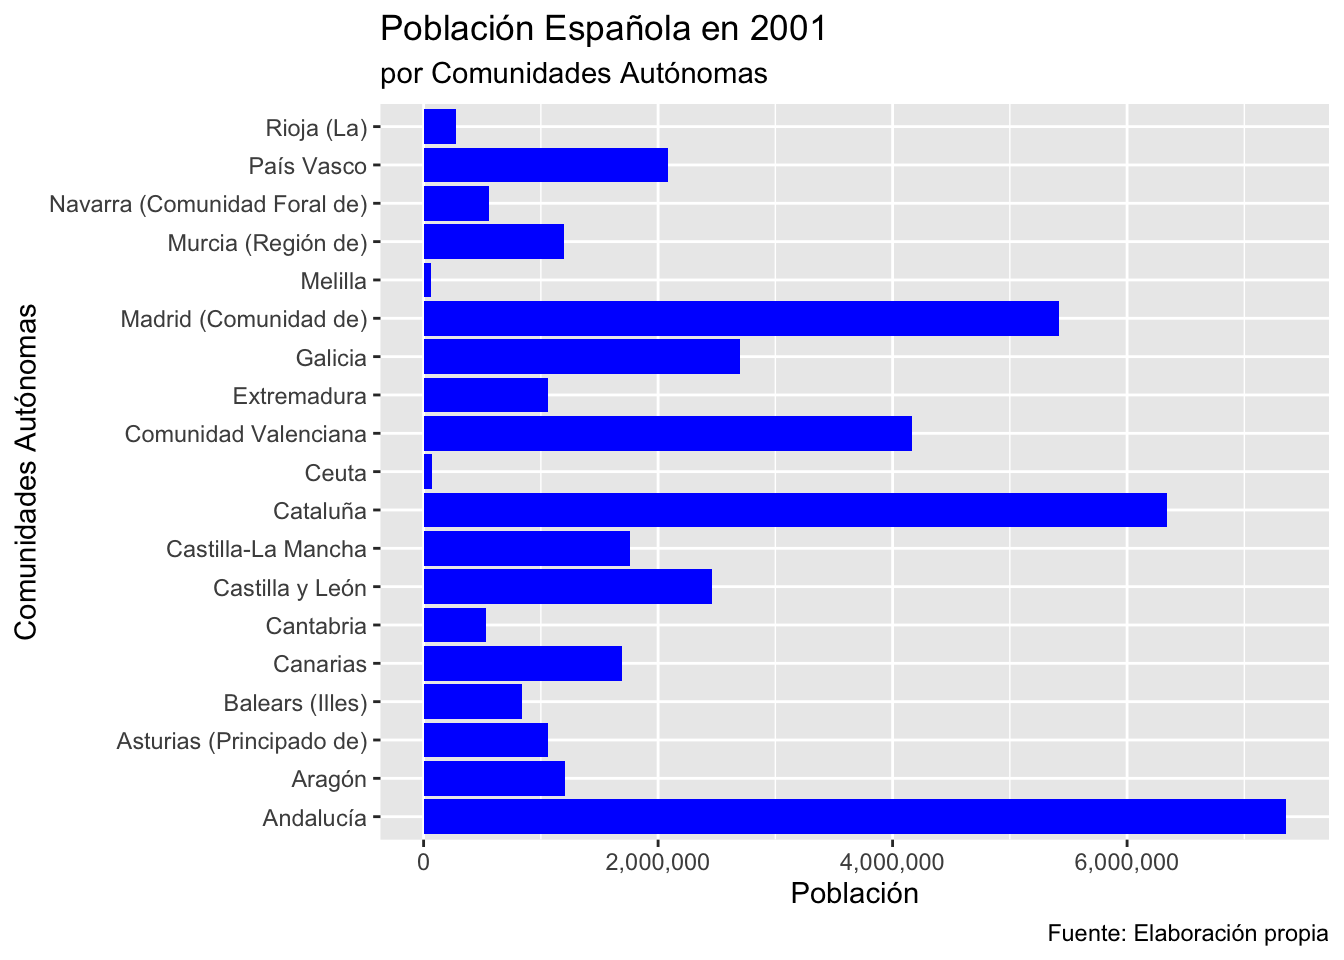 Población Española en 2001
por Comunidades Autónomas
Comunidades Autónomas
Rioja (La)
País Vasco
Navarra (Comunidad Foral de)
Murcia (Región de)
Melilla
Madrid (Comunidad de)
Galicia
Extremadura
Comunidad Valenciana
Ceuta
Cataluña
Castilla-La Mancha
Castilla y León
Cantabria
Canarias
Balears (Illes)
Asturias (Principado de)
Aragón
Andalucía
0 2,000,000 4,000,000 6,000,000
Población
Fuente: Elaboración propia